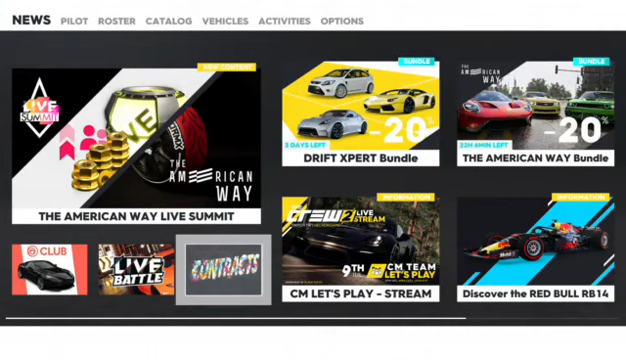 NEWS PILOT ROSTER CATALOG VEHICLES ACTIVITIES OPTIONS
NEW CONTENT
LIVE
SUMMIT
LIVE
THE
AMERICAN
WAY
THE AMERICAN WAY LIVE SUMMIT
@ CLUB
LIVE
BATTLE
CONTRACTS
BUNDLE
3 DAYS LEFT
-20%
DRIFT XPERT Bundle
BUNDLE
THE
AMERICAN
WAY
22H 4MIN LEFT
-20%
THE AMERICAN WAY Bundle
INFORMATION
CREW 2 LIVE
STREAM
9TH
CM TEAM
LET'S PLAY
CM LET'S PLAY - STREAM
INFORMATION
Discover the RED BULL RB14